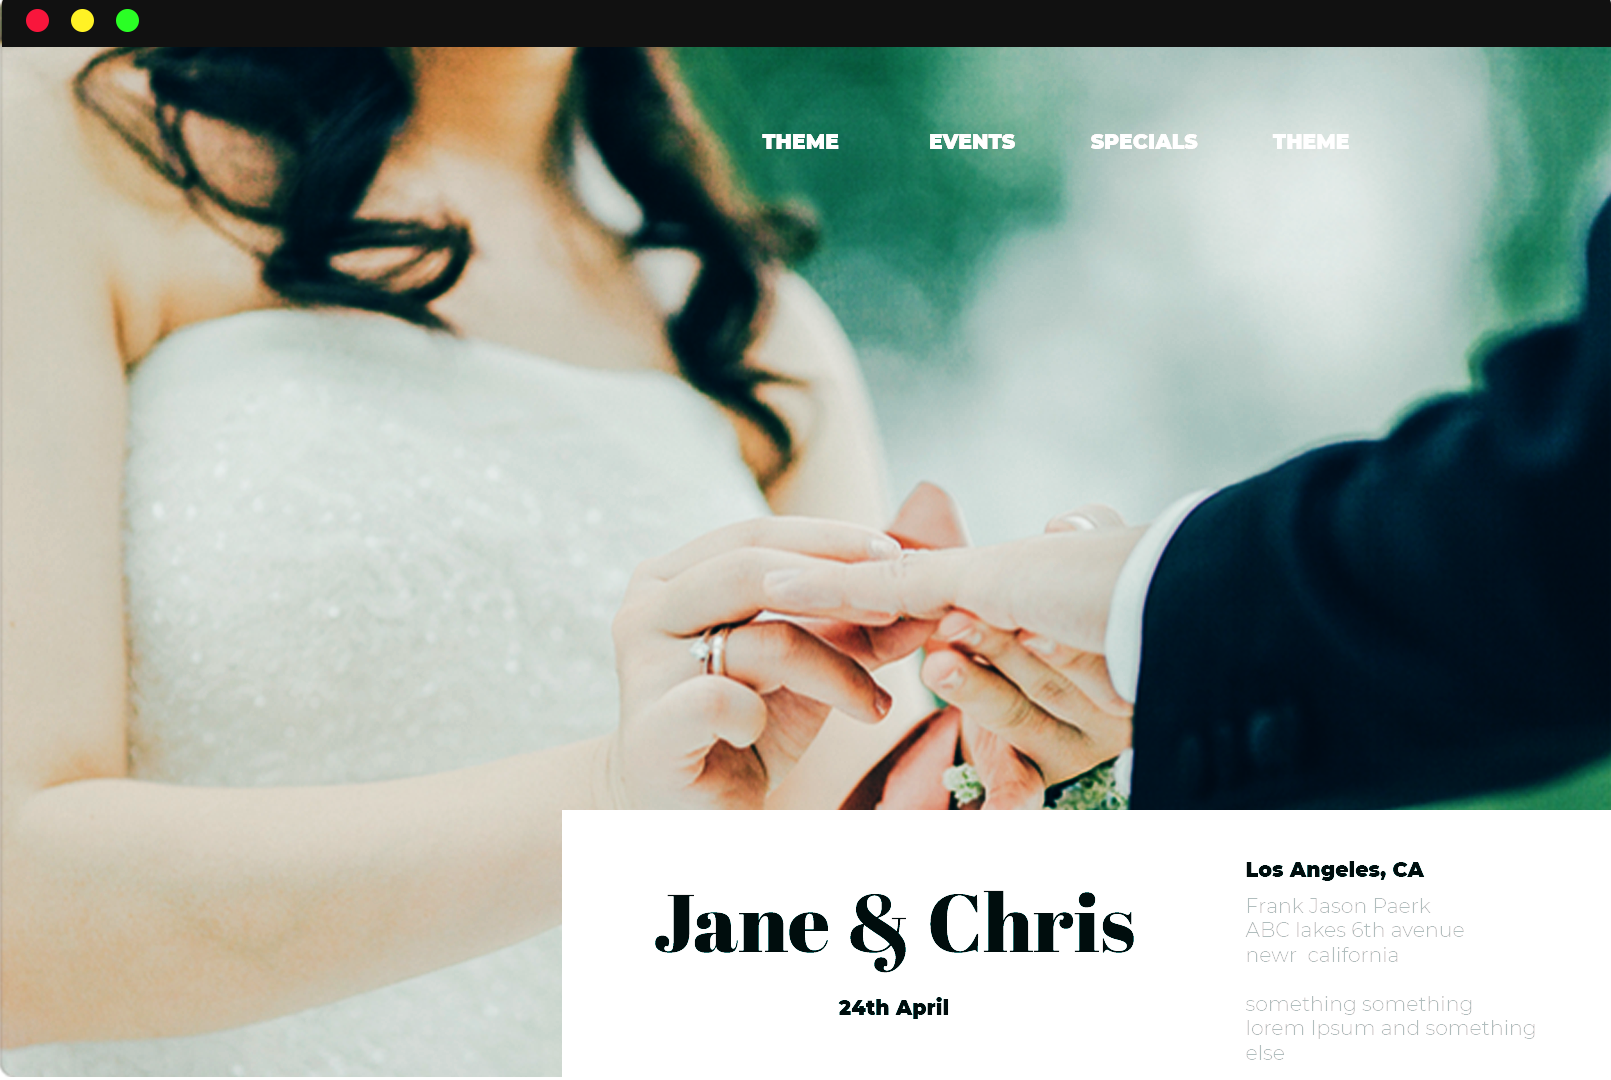 THEME EVENTS SPECIALS THEME
Jane & Chris
24th April
Los Angeles, CA
Frank Jason Paerk
ABC lakes 6th avenue
newr california
something something
lorem Ipsum and something
else